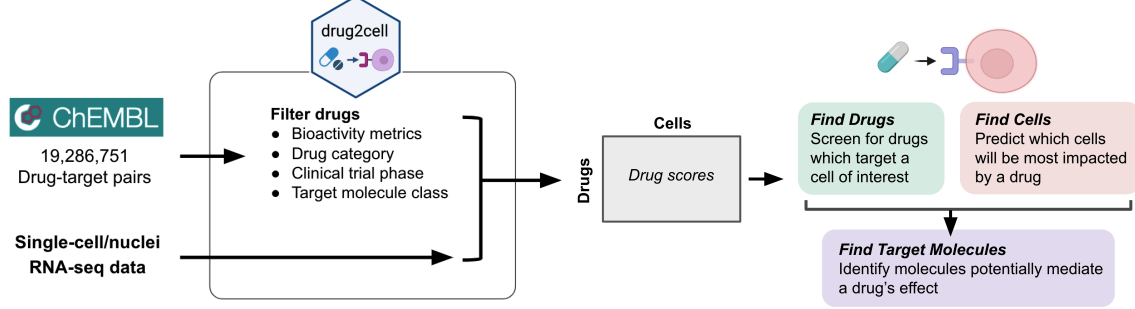 drug2cell
ChEMBL
19,286,751
Drug-target pairs
Single-cell/nuclei
RNA-seq data
Filter drugs
● Bioactivity metrics
● Drug category
● Clinical trial phase
● Target molecule class
Cells
Drugs
Drug scores
Find Drugs
Screen for drugs
which target a
cell of interest
Find Cells
Predict which cells
will be most impacted
by a drug
Find Target Molecules
Identify molecules potentially mediate
a drug's effect